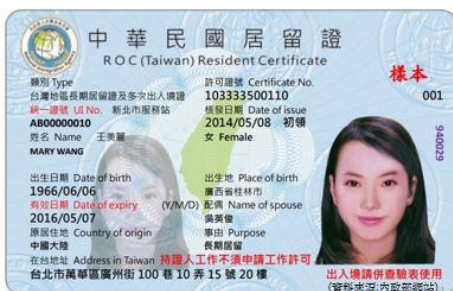 中華民國居留證
ROC(Taiwan) Resident Certificate
樣本
類別 Type
許可證號 Certificate No.
台灣地區長期居留證及多次出入境證
103333500110
001
統一證號 UI No. 新北市服務站
核發日期 Date of issue
AB00000010
2014/05/08 初領
姓名 Name 王美麗
女 Female
MARY WANG
940029
出生日期 Date of birth
出生地 Place of birth
1966/06/06
廣西省桂林市
有效日期 Date of expiry (Y/M/D)
配偶 Name of spouse
2016/05/07
吳英俊
原居住地 Country of origin
事由 Purpose
中國大陸
長期居留
在台地址 Address in Taiwan 持證人工作不須申請工作許可
台北市萬華區廣州街 100 巷 10 弄 15 號 20 樓
出入境請併查驗表使用
(資料來源:內政部網站)